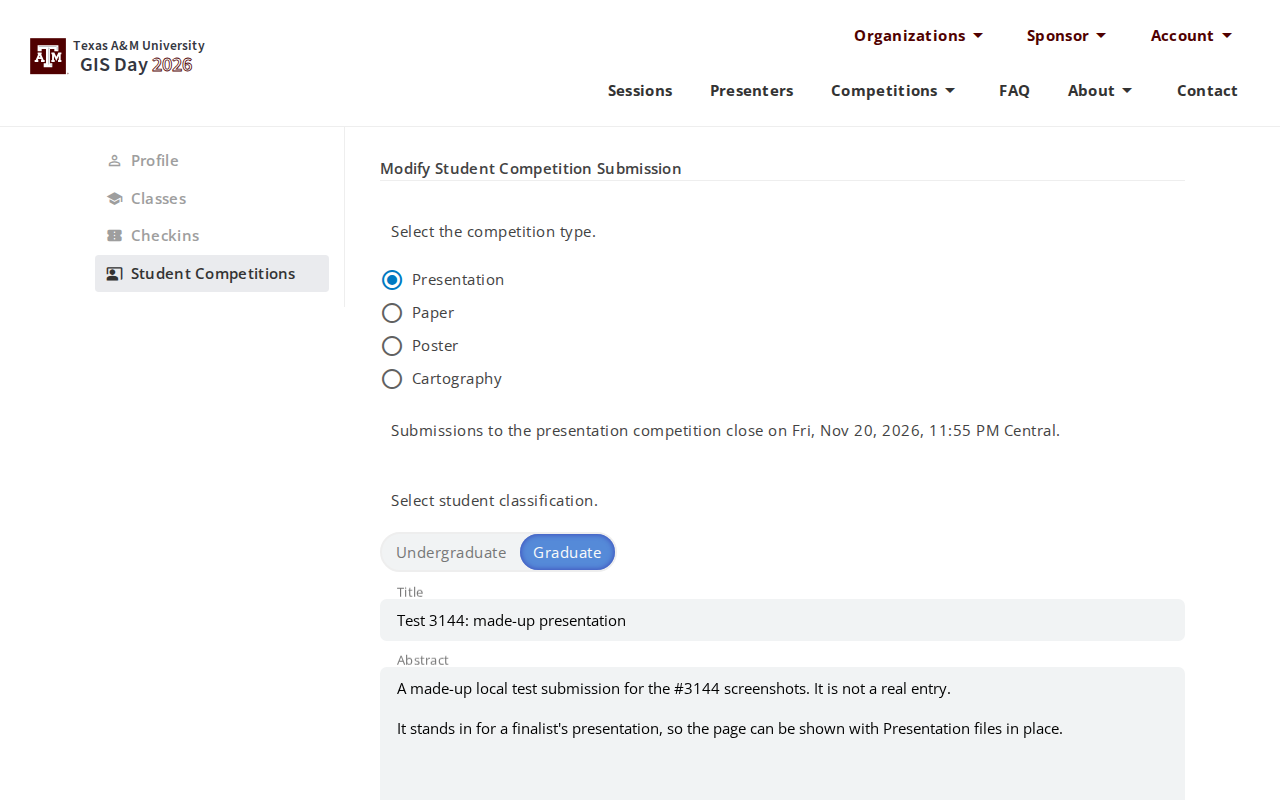 Texas A&M University
GIS Day 2026
Organizations
Sponsor
Account
Sessions
Presenters
Competitions
FAQ
About
Contact
Profile
Classes
Checkins
Student Competitions
Modify Student Competition Submission
Select the competition type.
Presentation
Paper
Poster
Cartography
Submissions to the presentation competition close on Fri, Nov 20, 2026, 11:55 PM Central.
Select student classification.
Undergraduate
Graduate
Title
Test 3144: made-up presentation
Abstract
A made-up local test submission for the #3144 screenshots. It is not a real entry.
It stands in for a finalist's presentation, so the page can be shown with Presentation files in place.